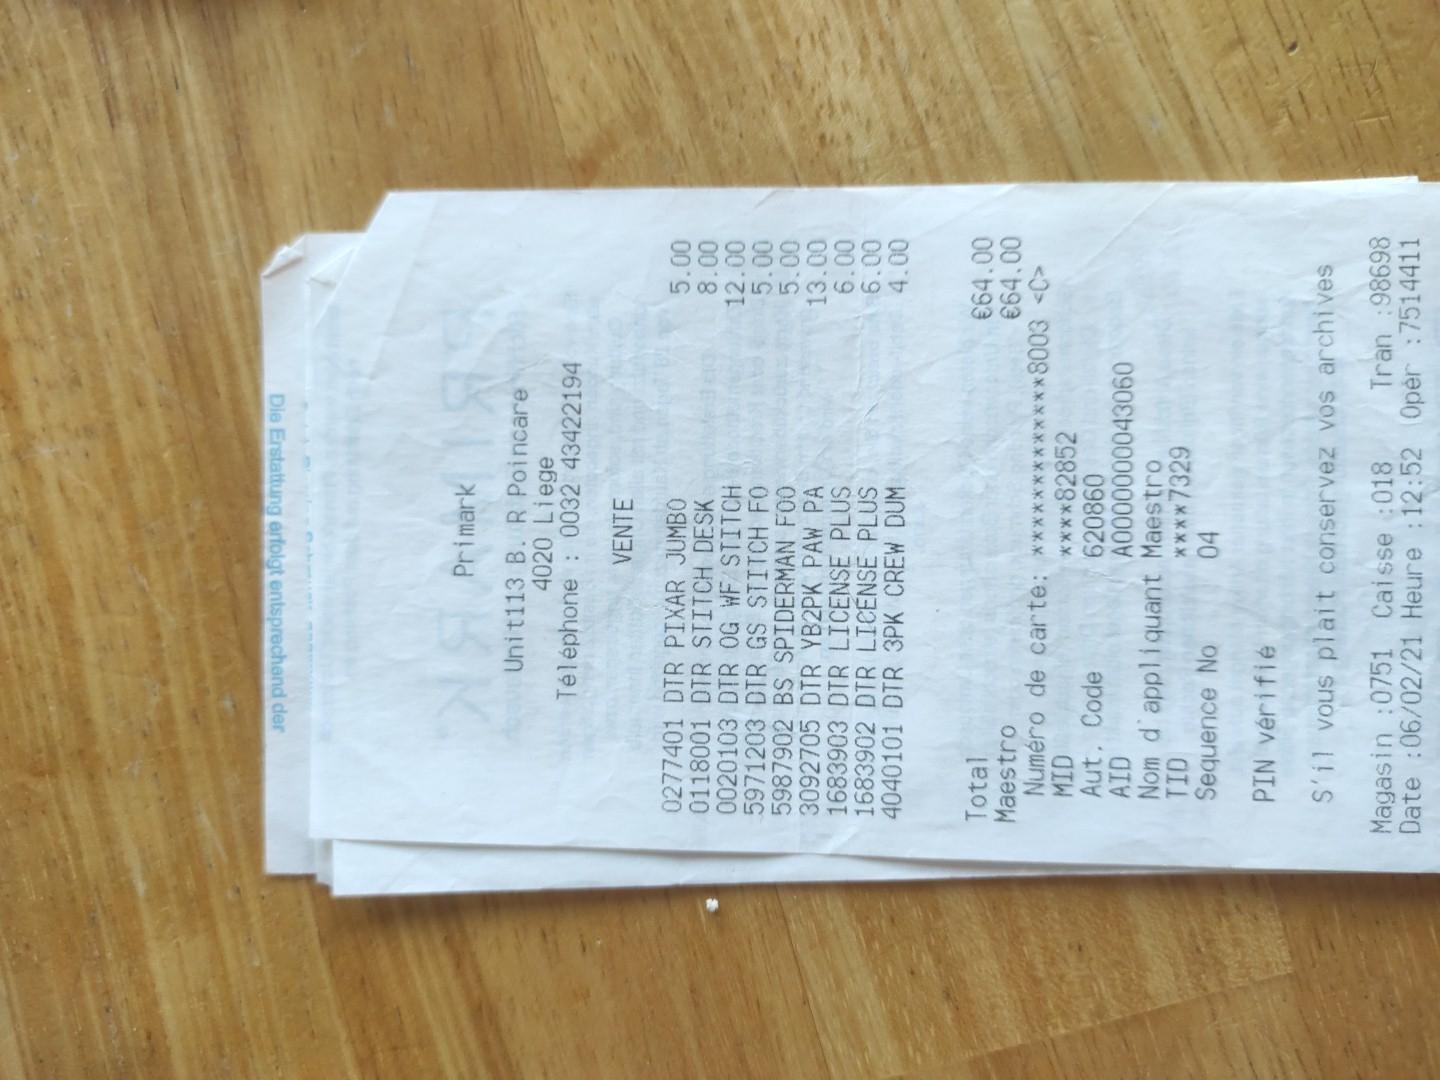 Die Erstattung erfolgt entsprechend der
Primark
Unit113 B. R Poincare
4020 Liege
Téléphone : 0032 43422194
VENTE
0277401 DTR PIXAR JUMBO 5.00
0118001 DTR STITCH DESK 8.00
0020103 DTR OG WF STITCH 12.00
5971203 DTR GS STITCH FO 5.00
5987902 BS SPIDERMAN FOO 5.00
3092705 DTR YB2PK PAW PA 13.00
1683903 DTR LICENSE PLUS 6.00
1683902 DTR LICENSE PLUS 6.00
4040101 DTR 3PK CREW DUM 4.00
Total €64.00
Maestro €64.00
Numéro de carte: ***************8003 <C>
MID ****82852
Aut. Code 620860
AID A0000000043060
Nom d'appliquant Maestro
TID ****7329
Sequence No 04
PIN vérifié
S'il vous plait conservez vos archives
Magasin :0751 Caisse :018 Tran :98698
Date :06/02/21 Heure :12:52 Opér :7514411